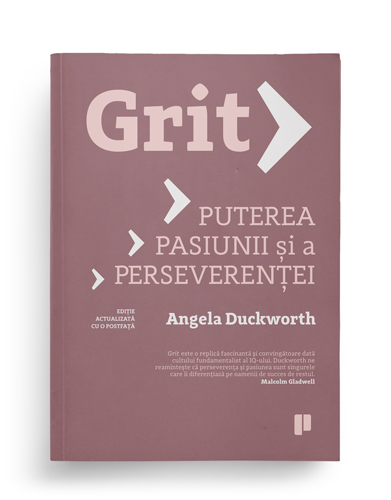 Grit
PUTEREA
PASIUNII și a
PERSEVERENȚEI
EDIȚIE
ACTUALIZATĂ
CU O POSTFAȚĂ
Angela Duckworth
Grit este o replică fascinantă și convingătoare dată
cultului fundamentalist al IQ-ului. Duckworth ne
reamintește că perseverența și pasiunea sunt singurele
care îi diferențiază pe oamenii de succes de restul.
Malcolm Gladwell
p